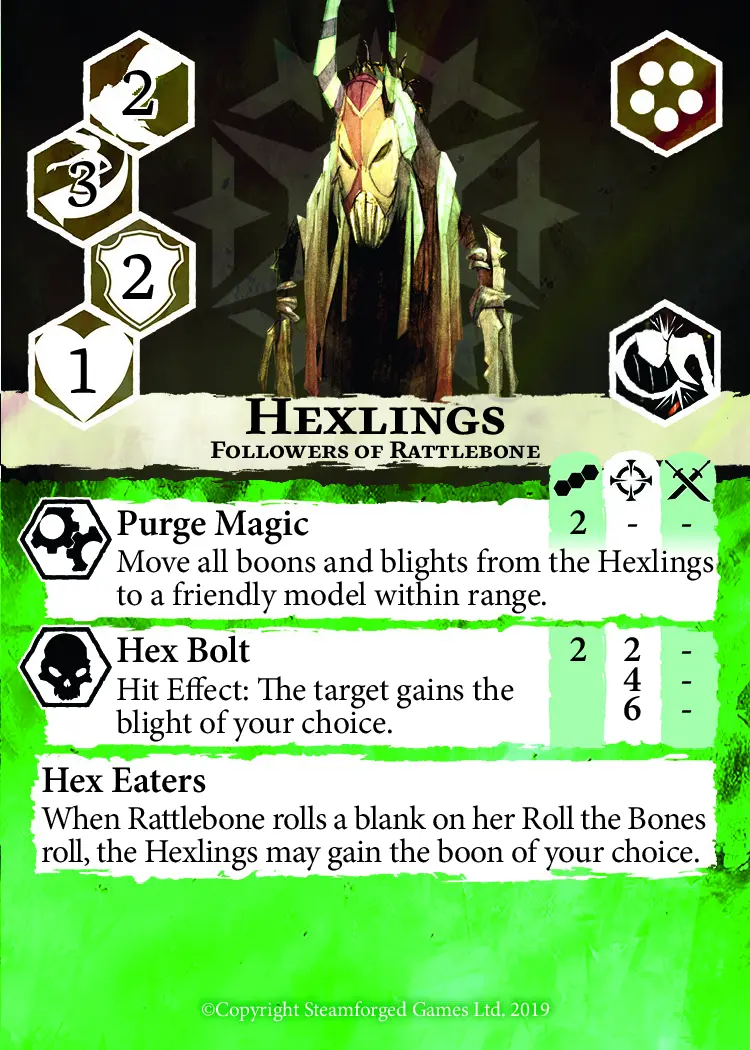 2
3
2
1
Hexlings
Followers of Rattlebone
Purge Magic 2 - -
Move all boons and blights from the Hexlings
to a friendly model within range.
Hex Bolt 2 2 -
4 -
Hit Effect: The target gains the
6 -
blight of your choice.
Hex Eaters
When Rattlebone rolls a blank on her Roll the Bones
roll, the Hexlings may gain the boon of your choice.
©Copyright Steamforged Games Ltd. 2019